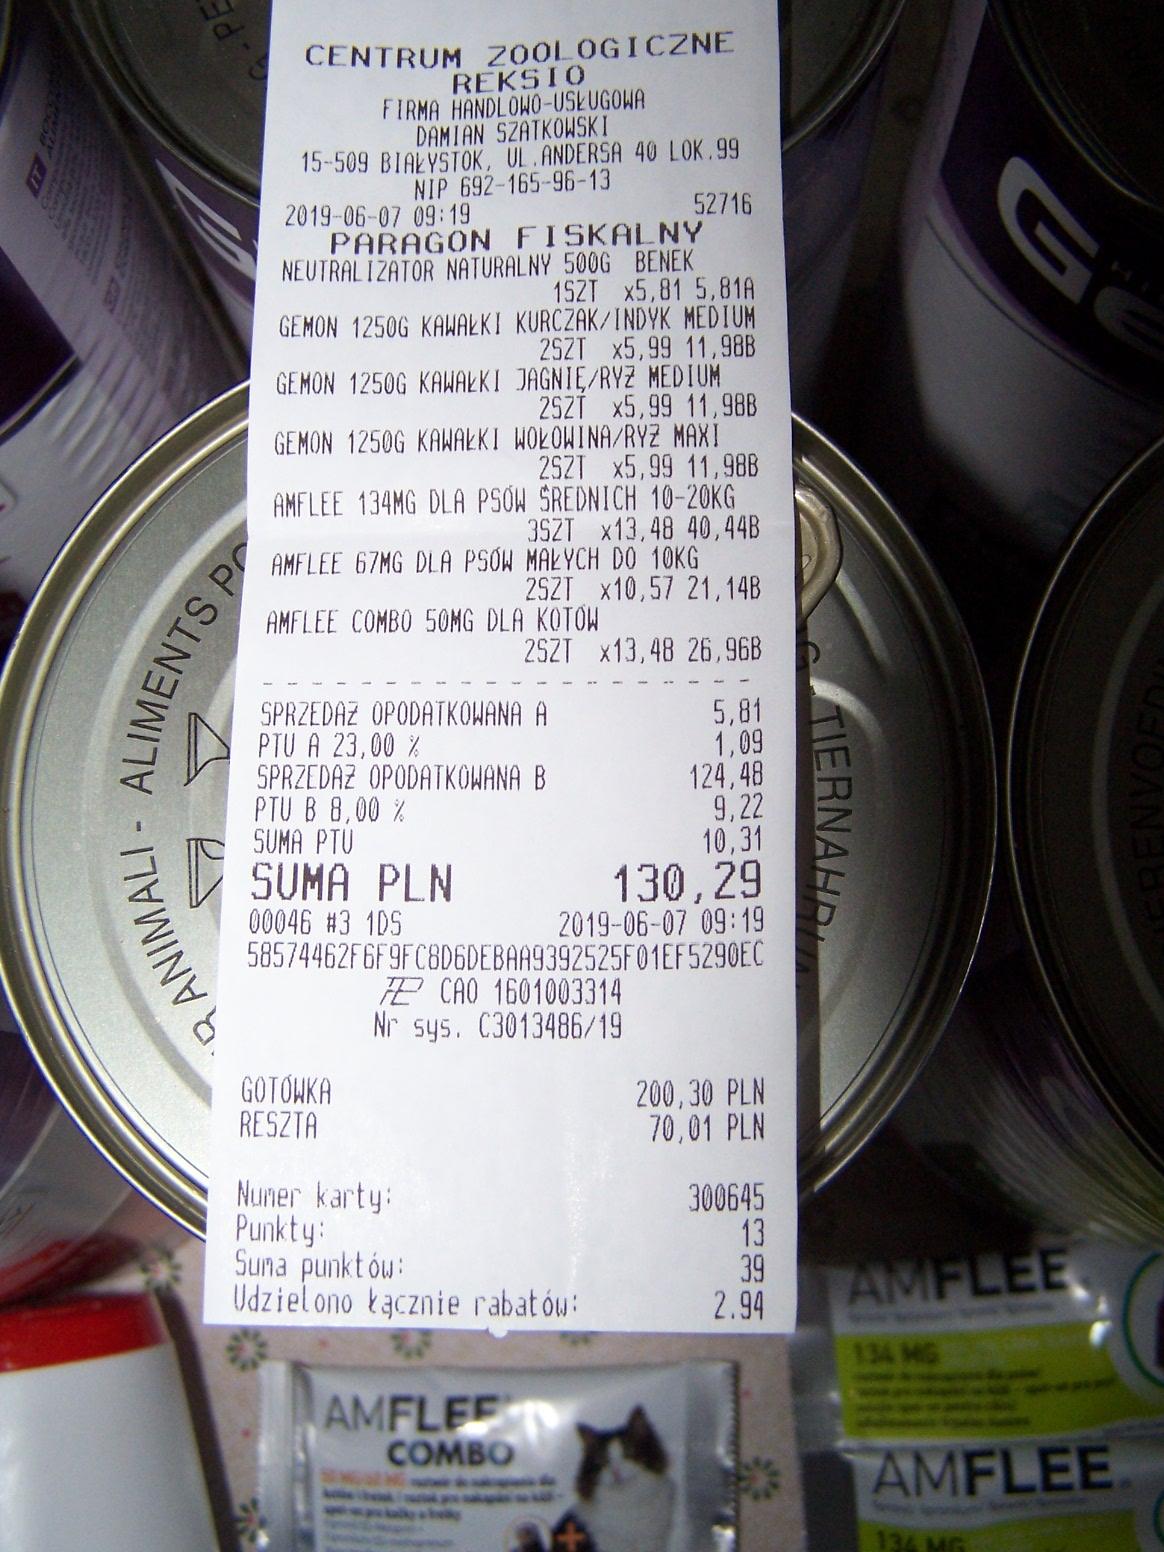 CENTRUM ZOOLOGICZNE
REKSIO
FIRMA HANDLOWO-USŁUGOWA
DAMIAN SZATKOWSKI
15-509 BIAŁYSTOK, UL.ANDERSA 40 LOK.99
NIP 692-165-96-13
2019-06-07 09:19 52716
PARAGON FISKALNY
NEUTRALIZATOR NATURALNY 500G BENEK
1SZT x5,81 5,81A
GEMON 1250G KAWAŁKI KURCZAK/INDYK MEDIUM
2SZT x5,99 11,98B
GEMON 1250G KAWAŁKI JAGNIĘ/RYŻ MEDIUM
2SZT x5,99 11,98B
GEMON 1250G KAWAŁKI WOŁOWINA/RYŻ MAXI
2SZT x5,99 11,98B
AMFLEE 134MG DLA PSÓW ŚREDNICH 10-20KG
3SZT x13,48 40,44B
AMFLEE 67MG DLA PSÓW MAŁYCH DO 10KG
2SZT x10,57 21,14B
AMFLEE COMBO 50MG DLA KOTÓW
2SZT x13,48 26,96B
SPRZEDAŻ OPODATKOWANA A 5,81
PTU A 23,00 % 1,09
SPRZEDAŻ OPODATKOWANA B 124,48
PTU B 8,00 % 9,22
SUMA PTU 10,31
SUMA PLN 130,29
00046 #3 1DS 2019-06-07 09:19
58574462F6F9FC8D6DEBAA9392525F01EF5290EC
CAO 1601003314
Nr sys. C3013486/19
GOTÓWKA 200,30 PLN
RESZTA 70,01 PLN
Numer karty: 300645
Punkty: 13
Suma punktów: 39
Udzielono łącznie rabatów: 2.94
ANIMALI - ALIMENTS PO
TIERNAHRU
AMFLEE
COMBO
AMFLEE
134 MG
AMFLEE
134 MG